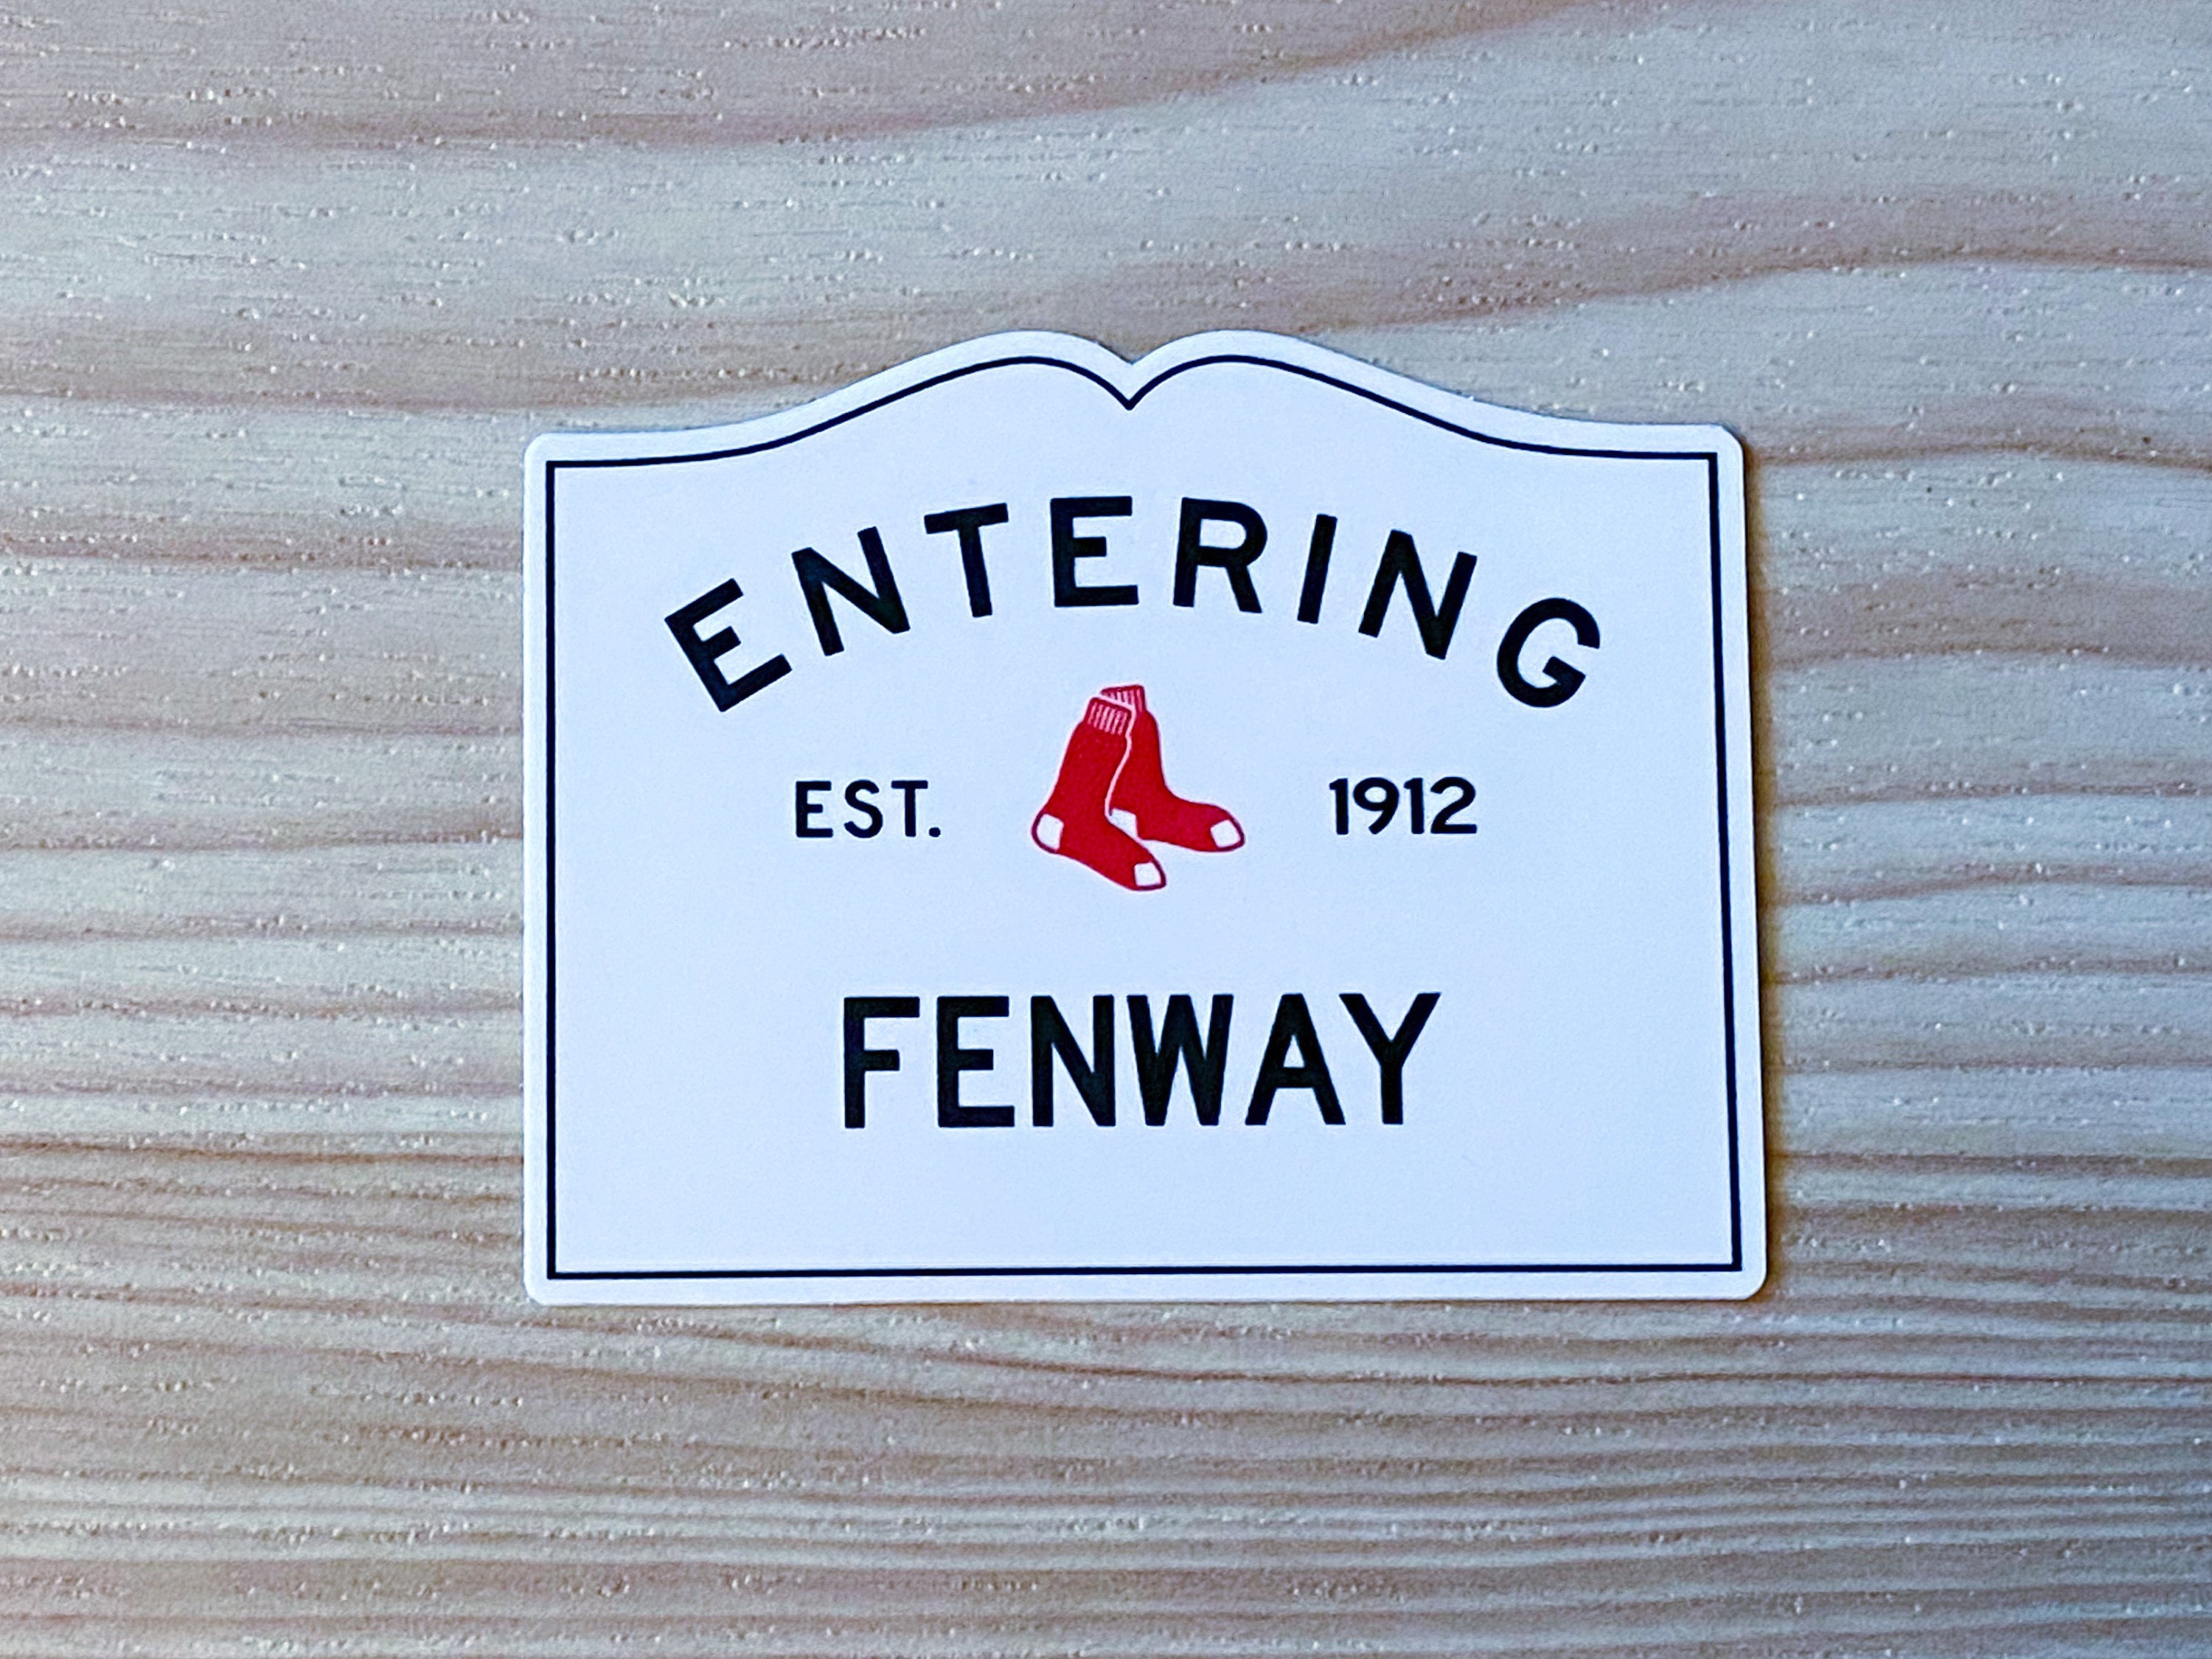 ENTERING
EST. 1912
FENWAY